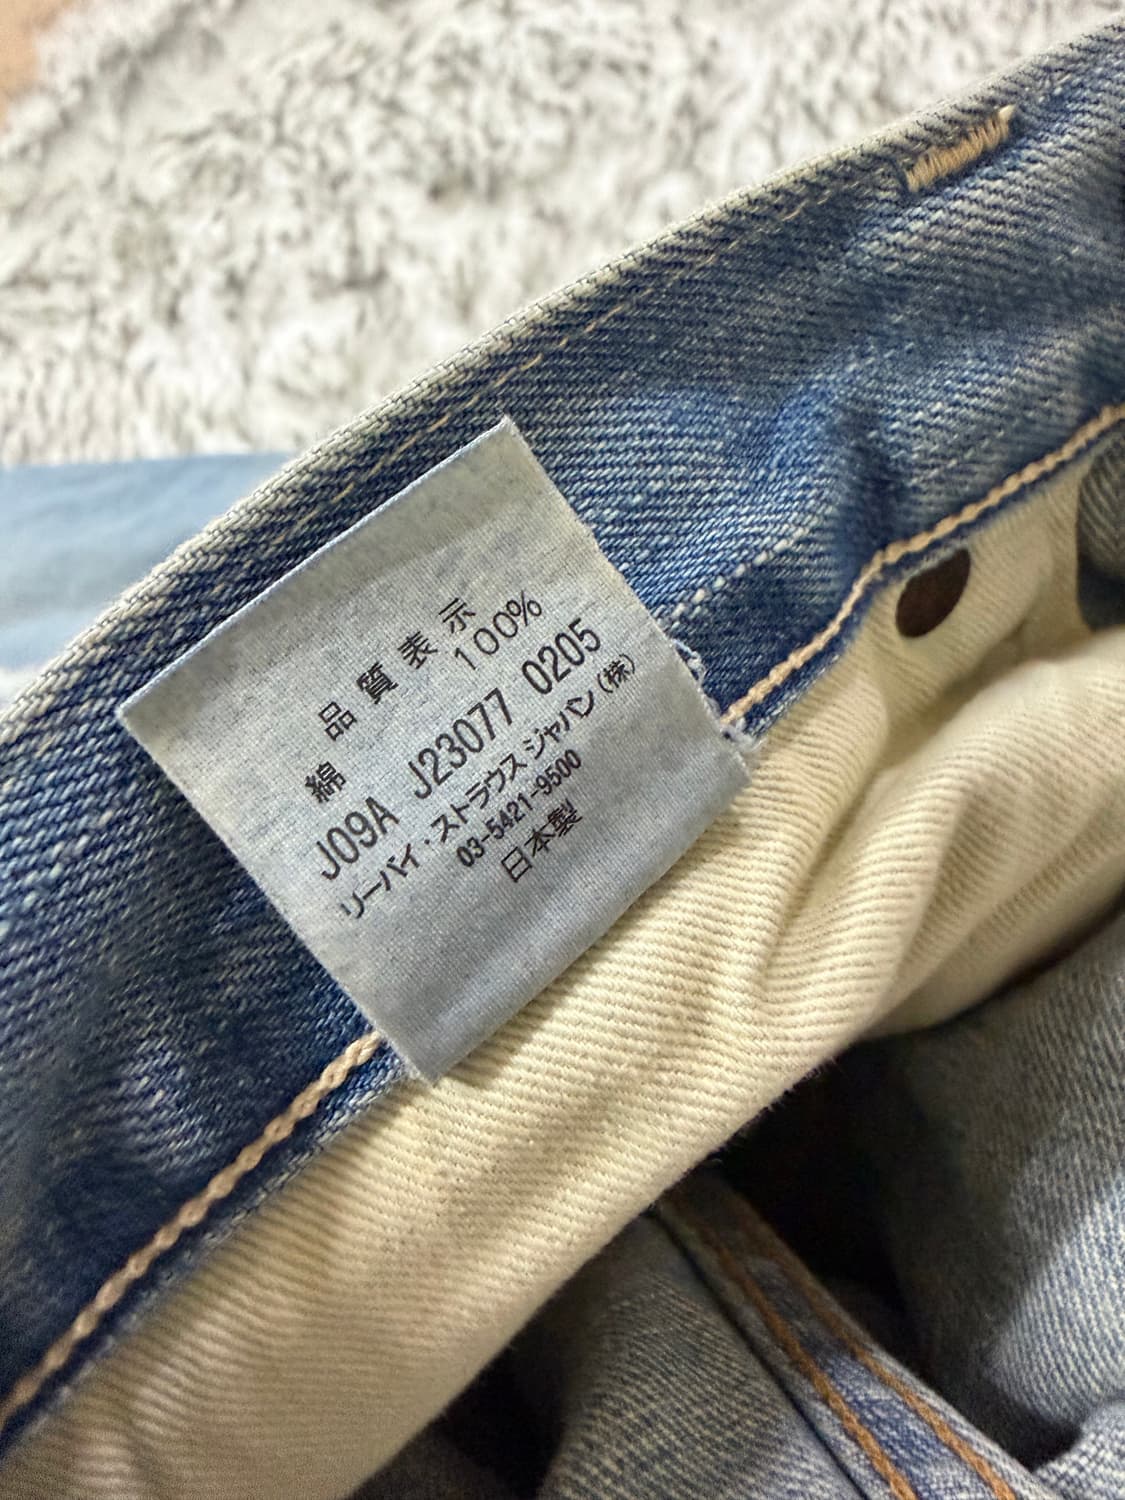 品質表示
綿 100%
J09A J23077 0205
リーバイ・ストラウス ジャパン(株)
03-5421-9500
日本製